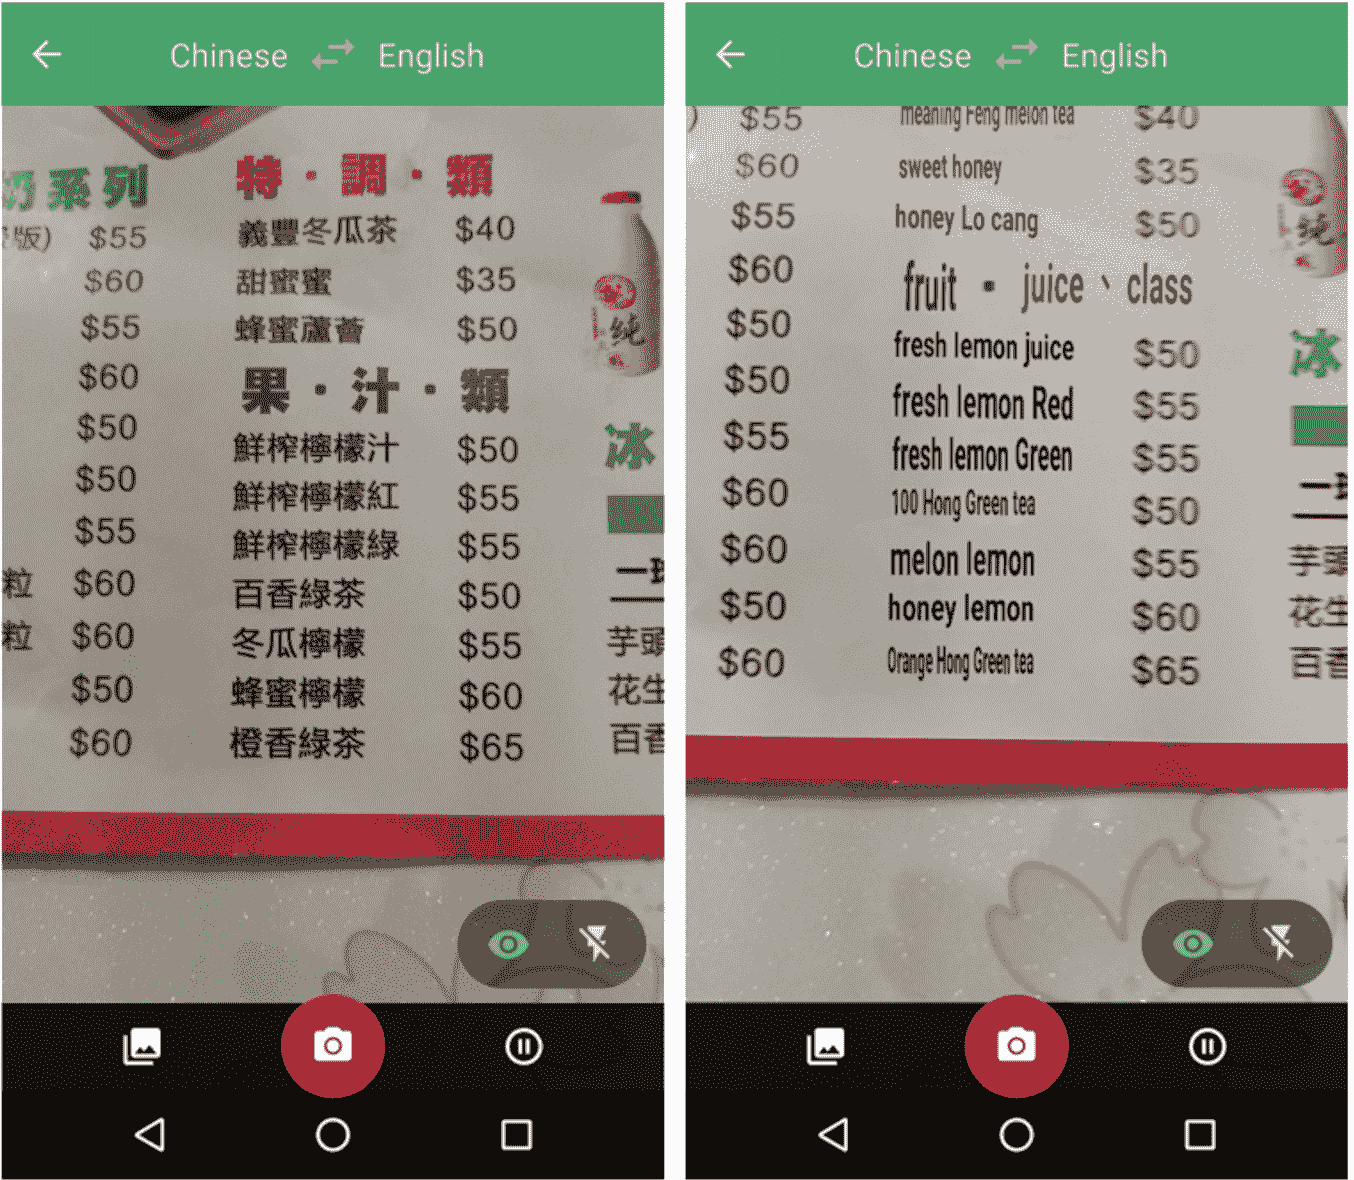 Chinese English
奶系列 特·調·類
版) $55 義豐冬瓜茶 $40
$60 甜蜜蜜 $35
$55 蜂蜜蘆薈 $50
纯
$60 果·汁·類
$50 鮮榨檸檬汁 $50 冰
$50 鮮榨檸檬紅 $55
$55 鮮榨檸檬綠 $55
粒 $60 百香綠茶 $50
粒 $60 冬瓜檸檬 $55 芋頭
$50 蜂蜜檸檬 $60 花生
$60 橙香綠茶 $65 百香
Chinese English
) $55 meaning Feng melon tea $40
$60 sweet honey $35
$55 honey Lo cang $50
纯
$60 fruit · juice 、 class
$50 fresh lemon juice $50 冰
$50 fresh lemon Red $55
$55 fresh lemon Green $55
$60 100 Hong Green tea $50
$60 melon lemon $55 芋頭
$50 honey lemon $60 花生
$60 Orange Hong Green tea $65 百香